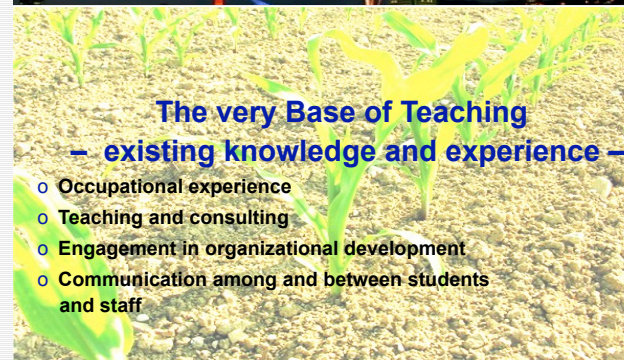 The very Base of Teaching
– existing knowledge and experience –
o Occupational experience
o Teaching and consulting
o Engagement in organizational development
o Communication among and between students
and staff